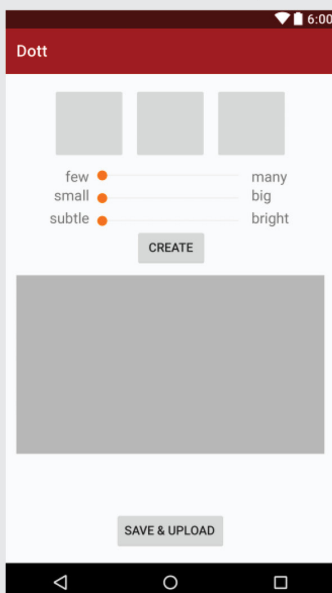 6:00
Dott
few many
small big
subtle bright
CREATE
SAVE & UPLOAD